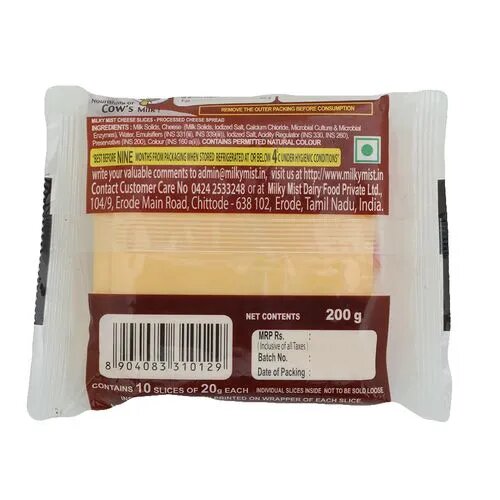 Nourishing of
Cow's Milk
REMOVE THE OUTER PACKING BEFORE CONSUMPTION
MILKY MIST CHEESE SLICES - PROCESSED CHEESE SPREAD
INGREDIENTS : Milk Solids, Cheese (Milk Solids, Iodized Salt, Calcium Chloride, Microbial Culture & Microbial
Enzymes), Water, Emulsifiers (INS 331(iii), INS 339(ii)), Iodized Salt, Acidity Regulator (INS 330, INS 260),
Preservative (INS 200), Colour (INS 160 a(ii)). CONTAINS PERMITTED NATURAL COLOUR
"BEST BEFORE NINE MONTHS FROM PACKAGING WHEN STORED REFRIGERATED AT OR BELOW 4°C UNDER HYGIENIC CONDITIONS"
write your valuable comments to admin@milkymist.in, visit us at http://www.milkymist.in
Contact Customer Care No 0424 2533248 or at Milky Mist Dairy Food Private Ltd.,
104/9, Erode Main Road, Chittode - 638 102, Erode, Tamil Nadu, India.
NET CONTENTS 200 g
MRP Rs. :
(Inclusive of all Taxes)
Batch No. :
Date of Packing :
8 904083 310129
CONTAINS 10 SLICES OF 20g EACH INDIVIDUAL SLICES INSIDE NOT TO BE SOLD LOOSE
PRINTED ON WRAPPER OF EACH SLICE